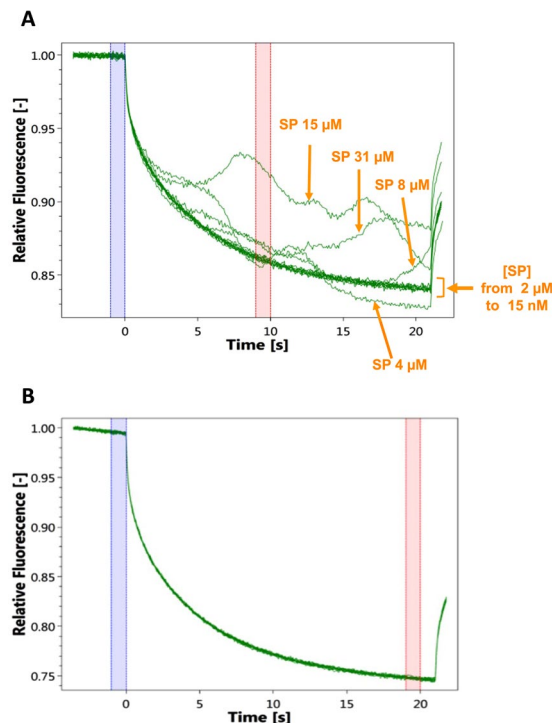 A
Relative Fluorescence [-]
1.00
0.95
0.90
0.85
SP 15 µM
SP 31 µM
SP 8 µM
[SP]
from 2 µM
to 15 nM
SP 4 µM
0 5 10 15 20
Time [s]
B
Relative Fluorescence [-]
1.00
0.95
0.90
0.85
0.80
0.75
0 5 10 15 20
Time [s]